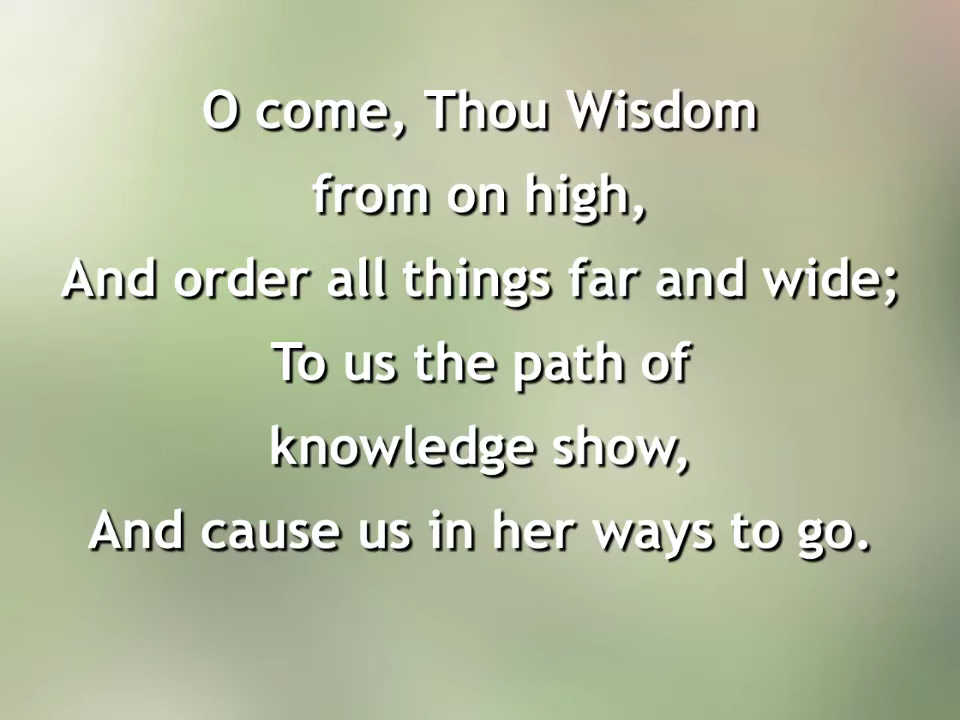 O come, Thou Wisdom
from on high,
And order all things far and wide;
To us the path of
knowledge show,
And cause us in her ways to go.